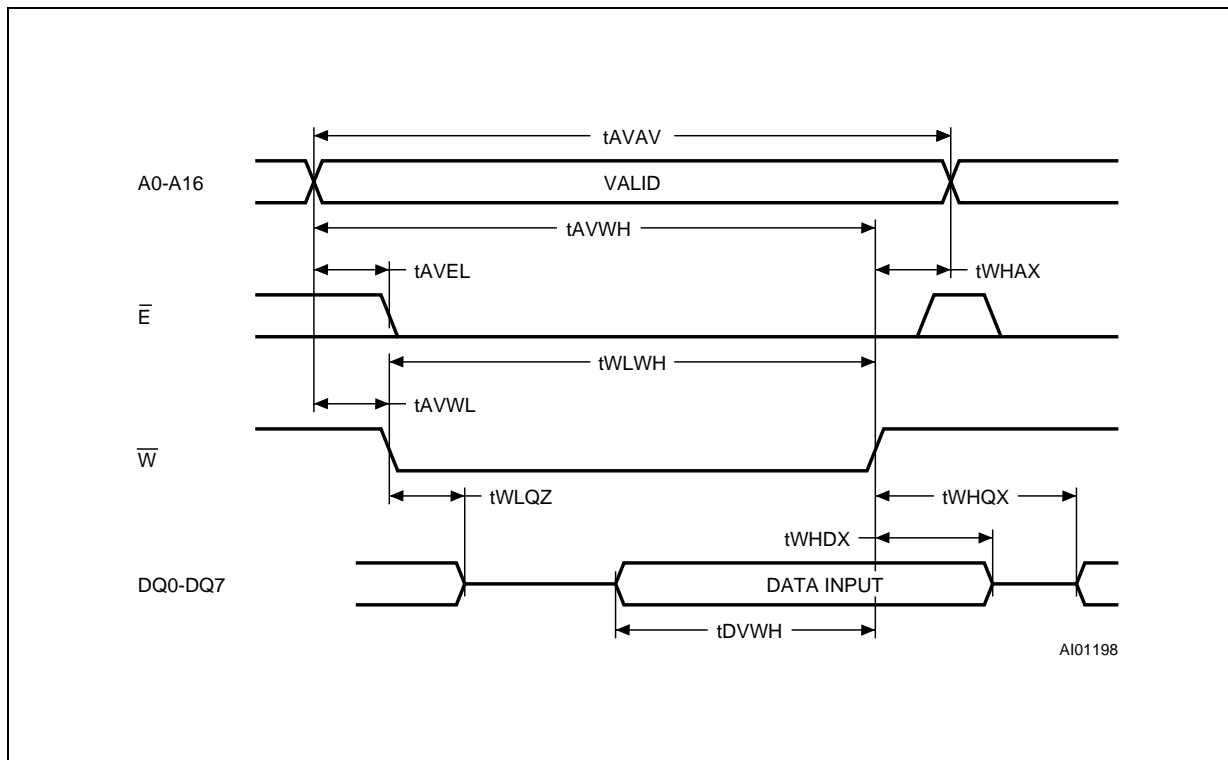 tAVAV
A0-A16
VALID
tAVWH
tAVEL
tWHAX
E̅
tWLWH
tAVWL
W̅
tWLQZ
tWHQX
tWHDX
DQ0-DQ7
DATA INPUT
tDVWH
AI01198